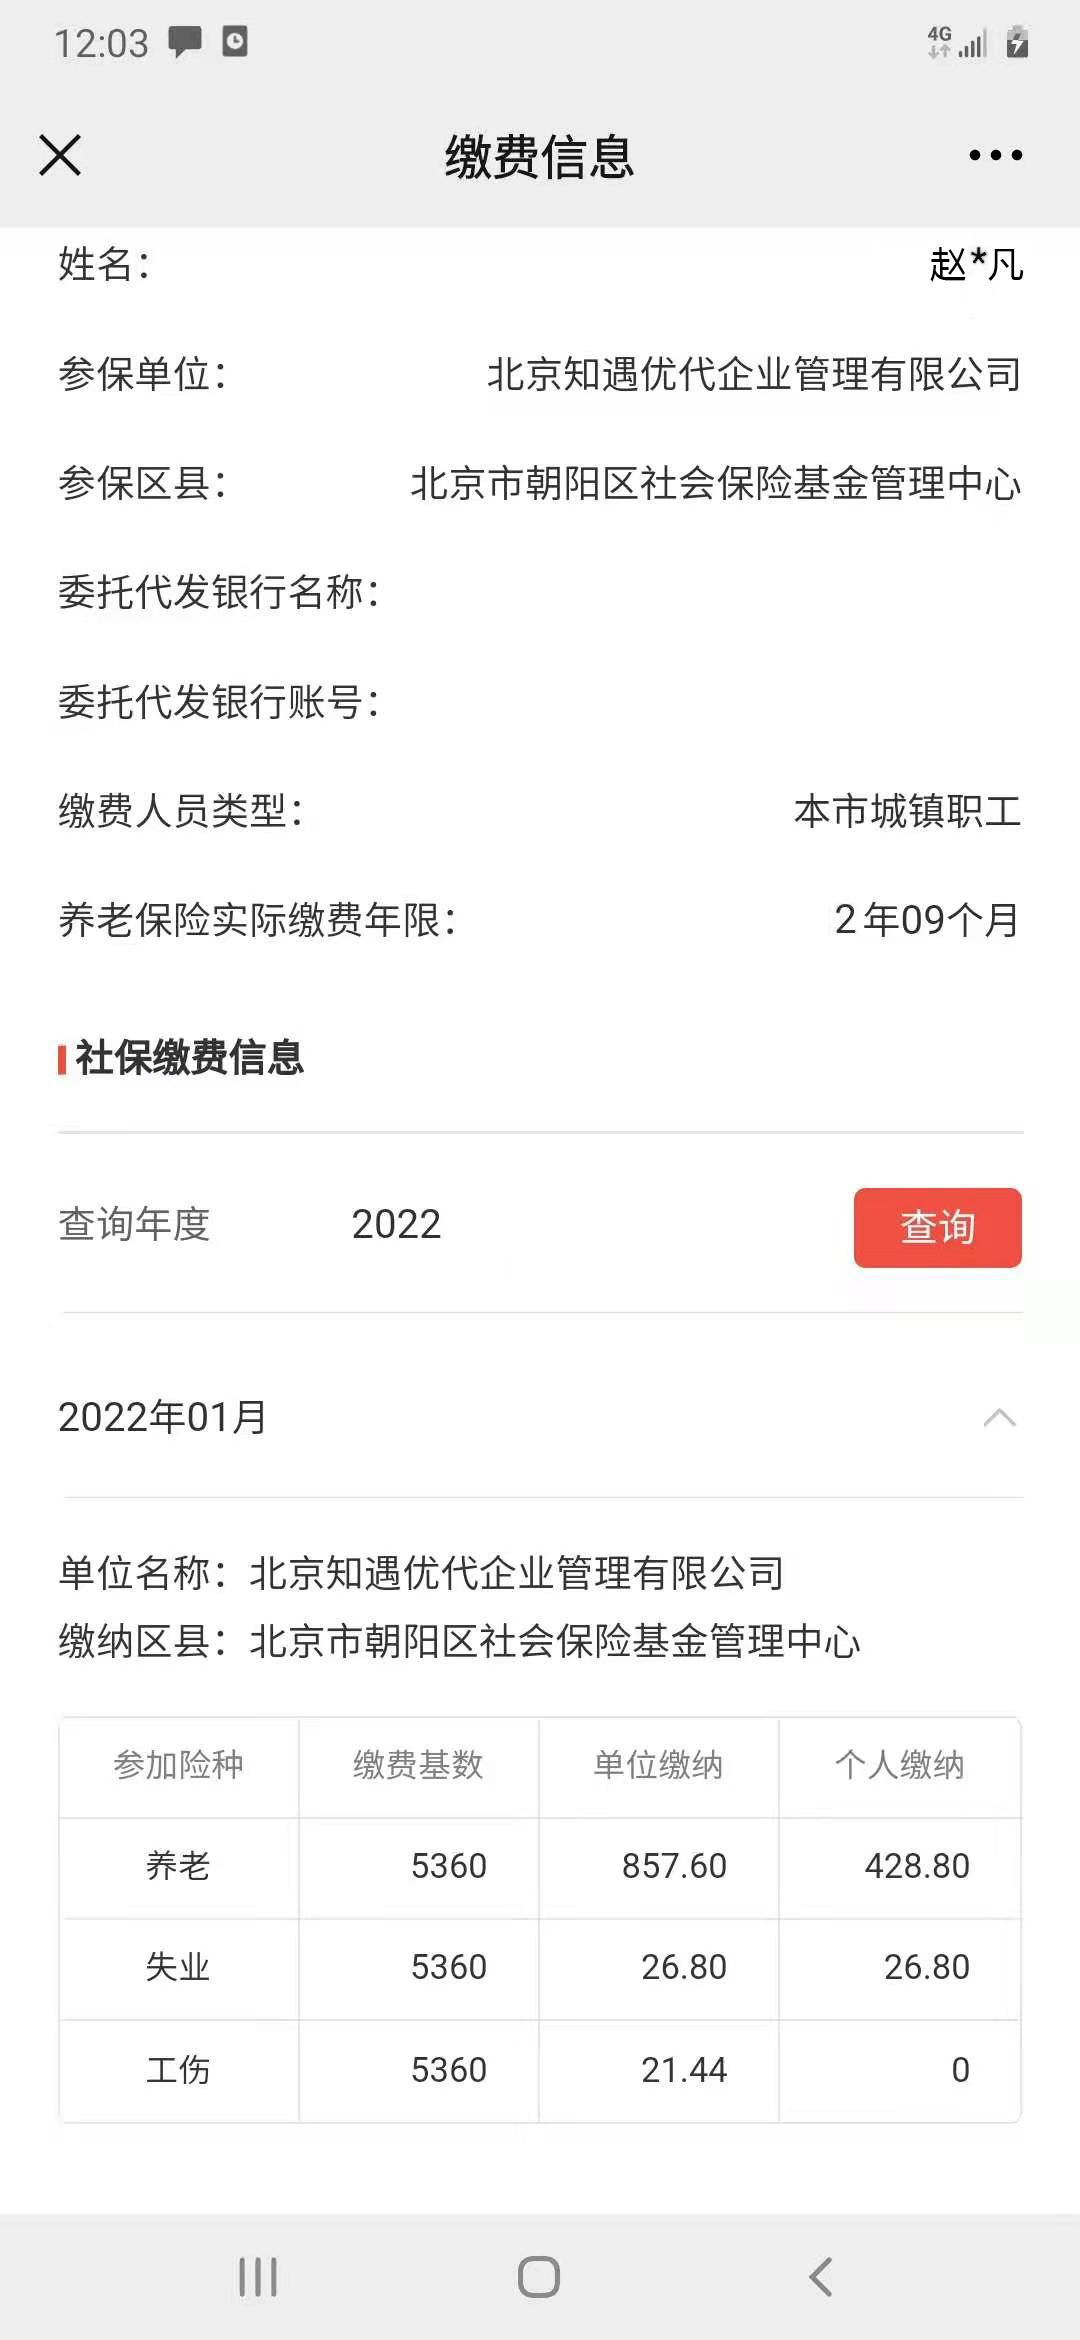 12:03
4G
缴费信息
姓名： 赵*凡
参保单位： 北京知遇优代企业管理有限公司
参保区县： 北京市朝阳区社会保险基金管理中心
委托代发银行名称：
委托代发银行账号：
缴费人员类型： 本市城镇职工
养老保险实际缴费年限： 2年09个月
社保缴费信息
查询年度 2022 查询
2022年01月
单位名称：北京知遇优代企业管理有限公司
缴纳区县：北京市朝阳区社会保险基金管理中心
参加险种 缴费基数 单位缴纳 个人缴纳
养老 5360 857.60 428.80
失业 5360 26.80 26.80
工伤 5360 21.44 0